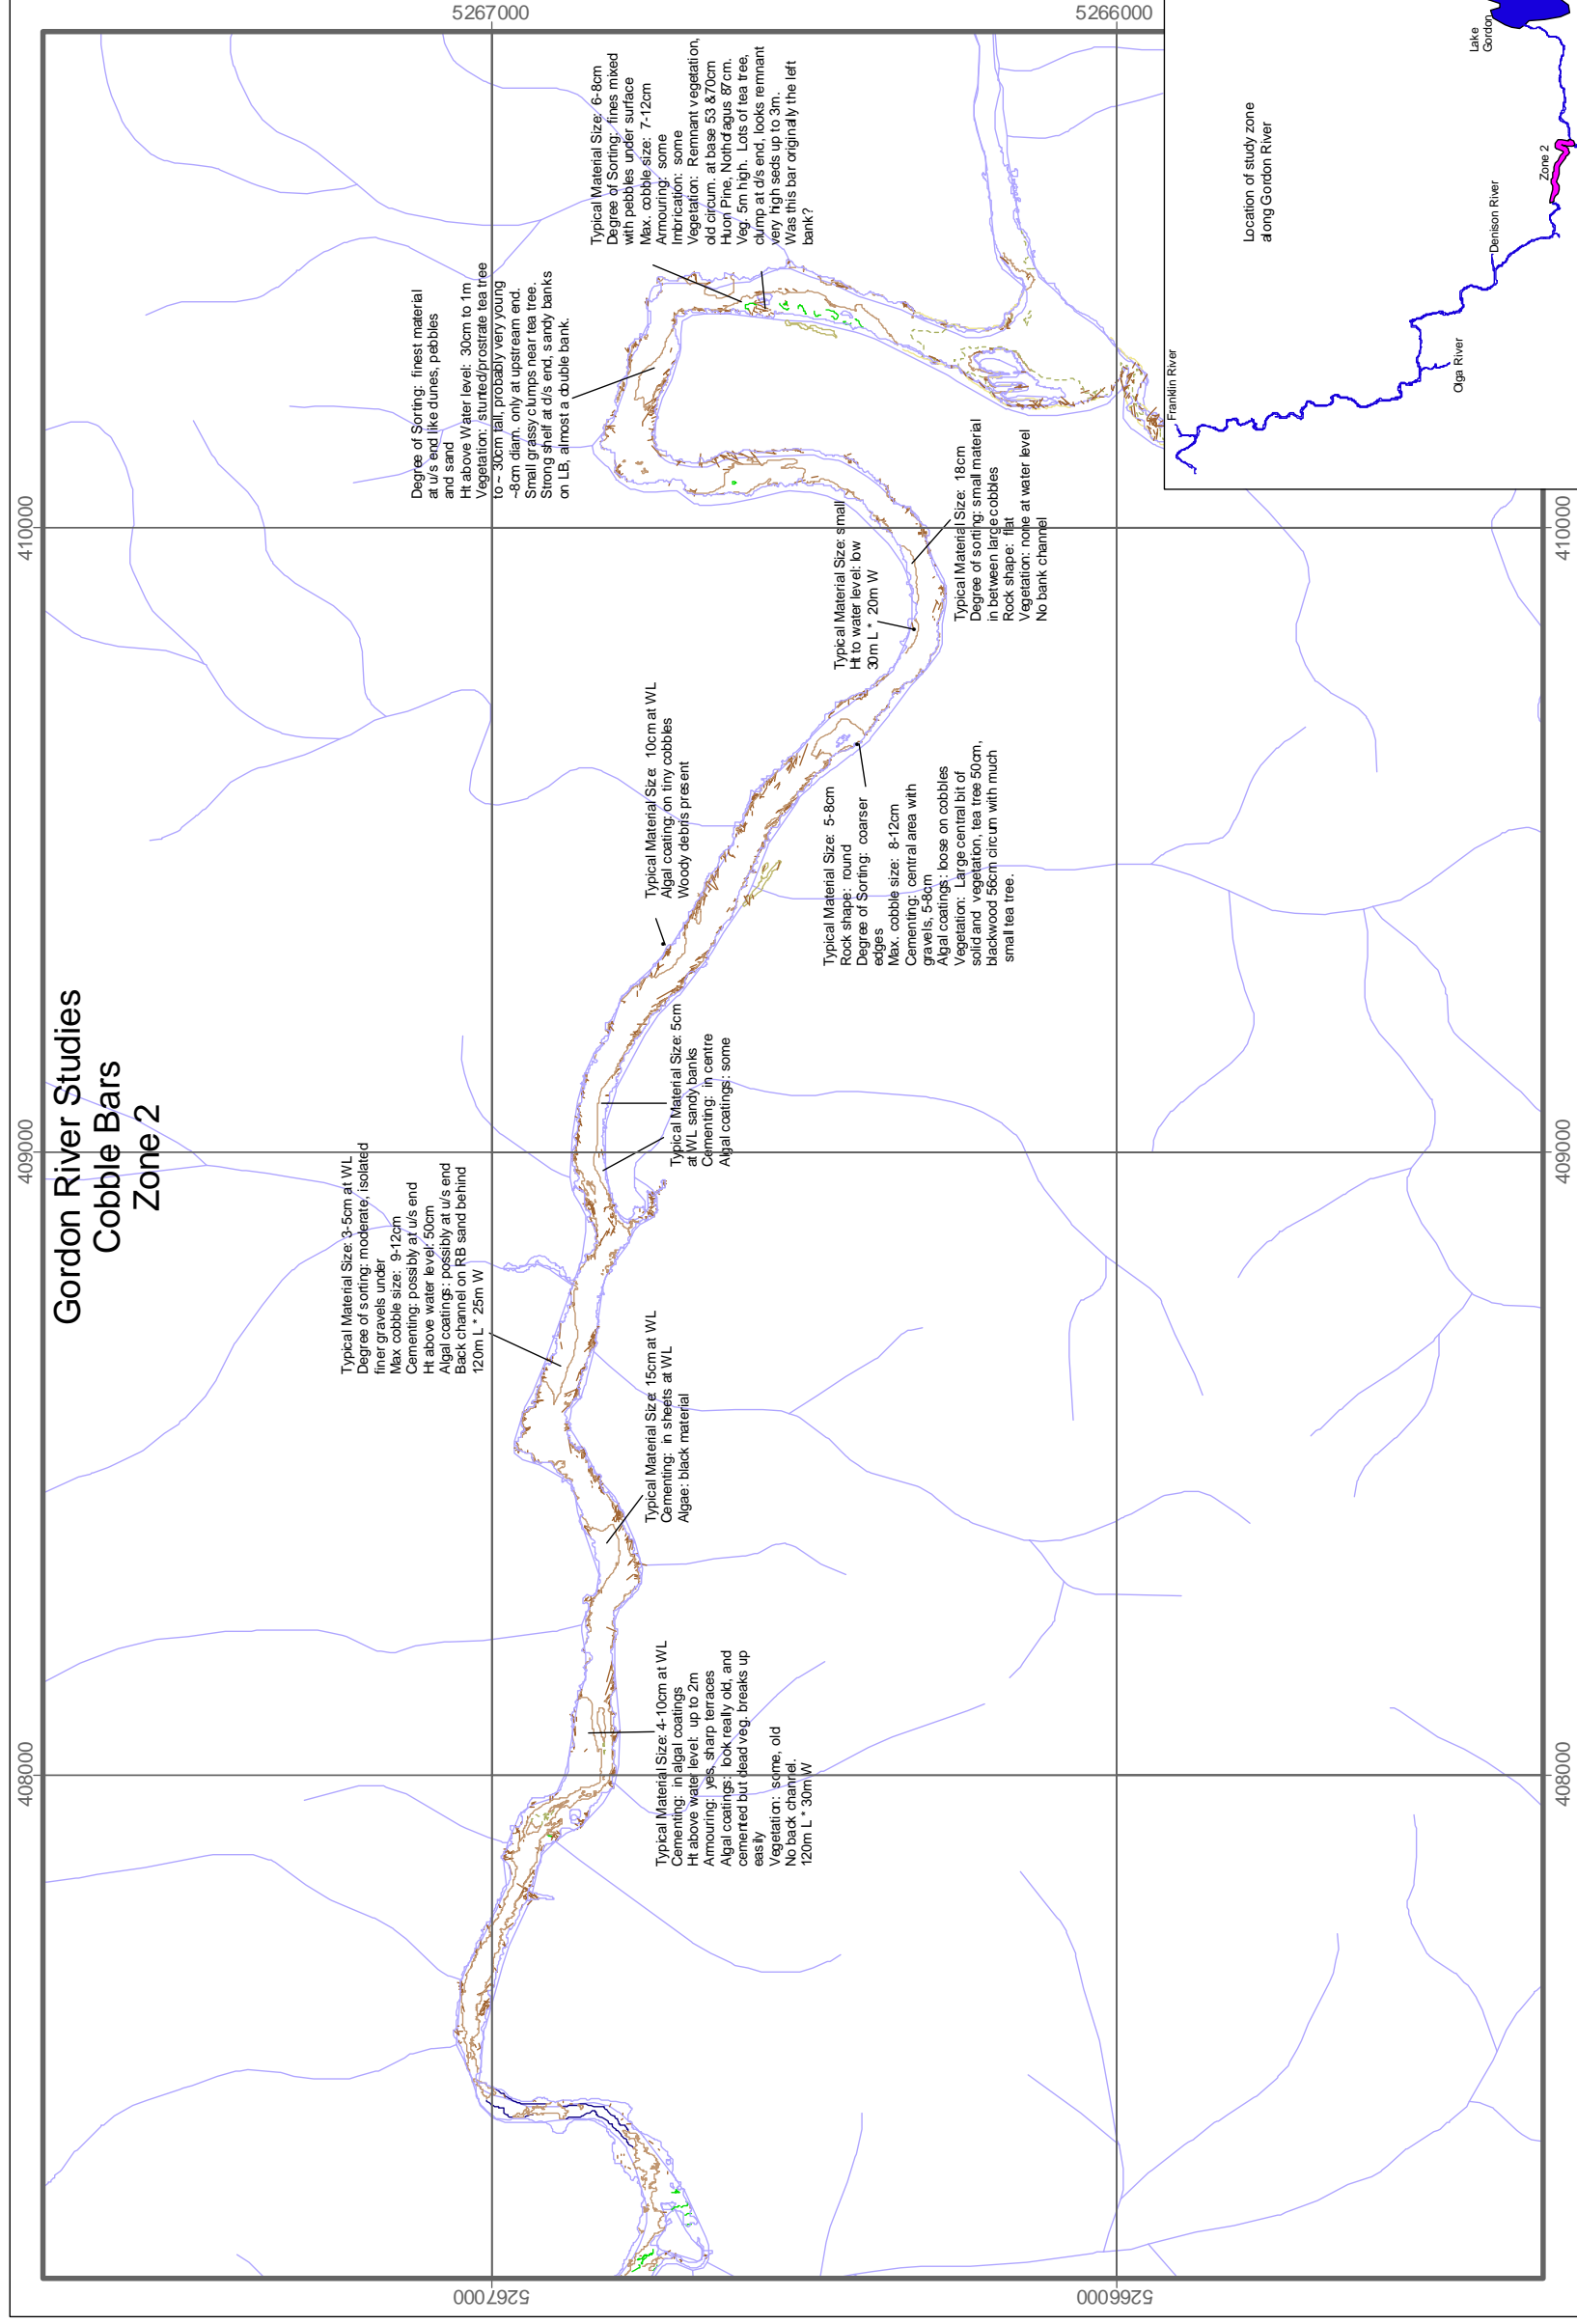 Gordon River Studies
Cobble Bars
Zone 2
408000
409000
410000
5267000
5266000
5267000
5266000
408000
409000
410000
Typical Material Size: 3-5cm at WL
Degree of sorting: moderate, isolated
finer gravels under
Max cobble size: 9-12cm
Cementing: possibly at u/s end
Ht above water level: 50cm
Algal coatings: possibly at u/s end
Back channel on RB sand behind
120m L * 25m W
Degree of Sorting: finest material
at u/s end like dunes, pebbles
and sand
Ht above Water level: 30cm to 1m
Vegetation: Stunted/prostrate tea tree
to ~ 30cm tall, probably very young
~8cm diam. only at upstream end.
Small grassy clumps near tea tree.
Strong shelf at d/s end, sandy banks
on LB, almost a double bank.
Typical Material Size: 6-8cm
Degree of Sorting: fines mixed
with pebbles under surface
Max. cobble size: 7-12cm
Armouring: some
Imbrication: some
Vegetation: Remnant vegetation,
old circum. at base 53 &70cm
Huon Pine, Nothofagus 87cm.
Veg. 5m high. Lots of tea tree,
clump at d/s end, looks remnant
very high seds up to 3m.
Was this bar originally the left
bank?
Typical Material Size: 4-10cm at WL
Cementing: in algal coatings
Ht above water level: up to 2m
Armouring: yes, sharp terraces
Algal coatings: look really old, and
cemented but dead veg. breaks up
easily
Vegetation: some, old
No back channel.
120m L * 30m W
Typical Material Size: 15cm at WL
Cementing: in sheets at WL
Algae: black material
Typical Material Size: 5cm
at WL sandy banks
Cementing: in centre
Algal coatings: some
Typical Material Size: 10cm at WL
Algal coating: on tiny cobbles
Woody debris present
Typical Material Size: 5-8cm
Rock shape: round
Degree of Sorting: coarser
edges
Max. cobble size: 8-12cm
Cementing: central area with
gravels, 5-8cm
Algal coatings: loose on cobbles
Vegetation: Large central bit of
solid and vegetation, tea tree 50cm,
blackwood 56cm circum with much
small tea tree.
Typical Material Size: small
Ht to water level: low
30m L * 20m W
Typical Material Size: 18cm
Degree of sorting: small material
in between large cobbles
Rock shape: flat
Vegetation: none at water level
No bank channel
Location of study zone
along Gordon River
Franklin River
Olga River
Denison River
Zone 2
Lake
Gordon